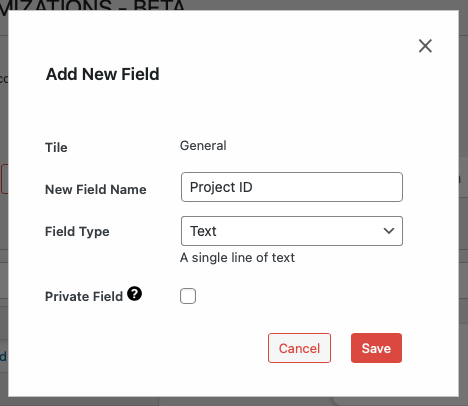 MIZATIONS - BETA
Add New Field
Tile
General
New Field Name
Project ID
Field Type
Text
A single line of text
Private Field ?
Cancel
Save